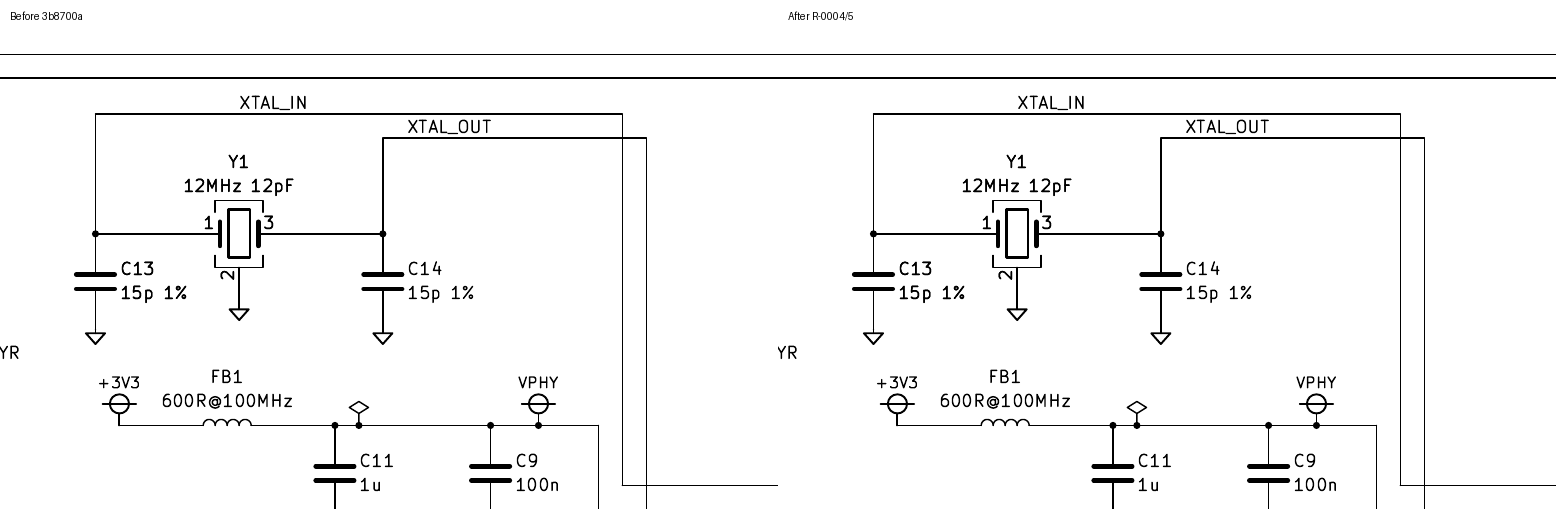 Before 3b8700a
After R-0004/5
XTAL_IN
XTAL_OUT
Y1
12MHz 12pF
1
3
2
C13
15p 1%
C14
15p 1%
YR
+3V3
FB1
600R@100MHz
VPHY
C11
1u
C9
100n
XTAL_IN
XTAL_OUT
Y1
12MHz 12pF
1
3
2
C13
15p 1%
C14
15p 1%
YR
+3V3
FB1
600R@100MHz
VPHY
C11
1u
C9
100n